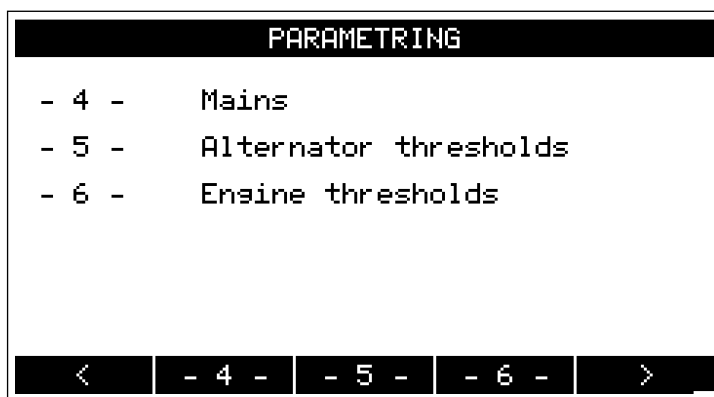 PARAMETRING
- 4 - Mains
- 5 - Alternator thresholds
- 6 - Engine thresholds
< - 4 - - 5 - - 6 - >